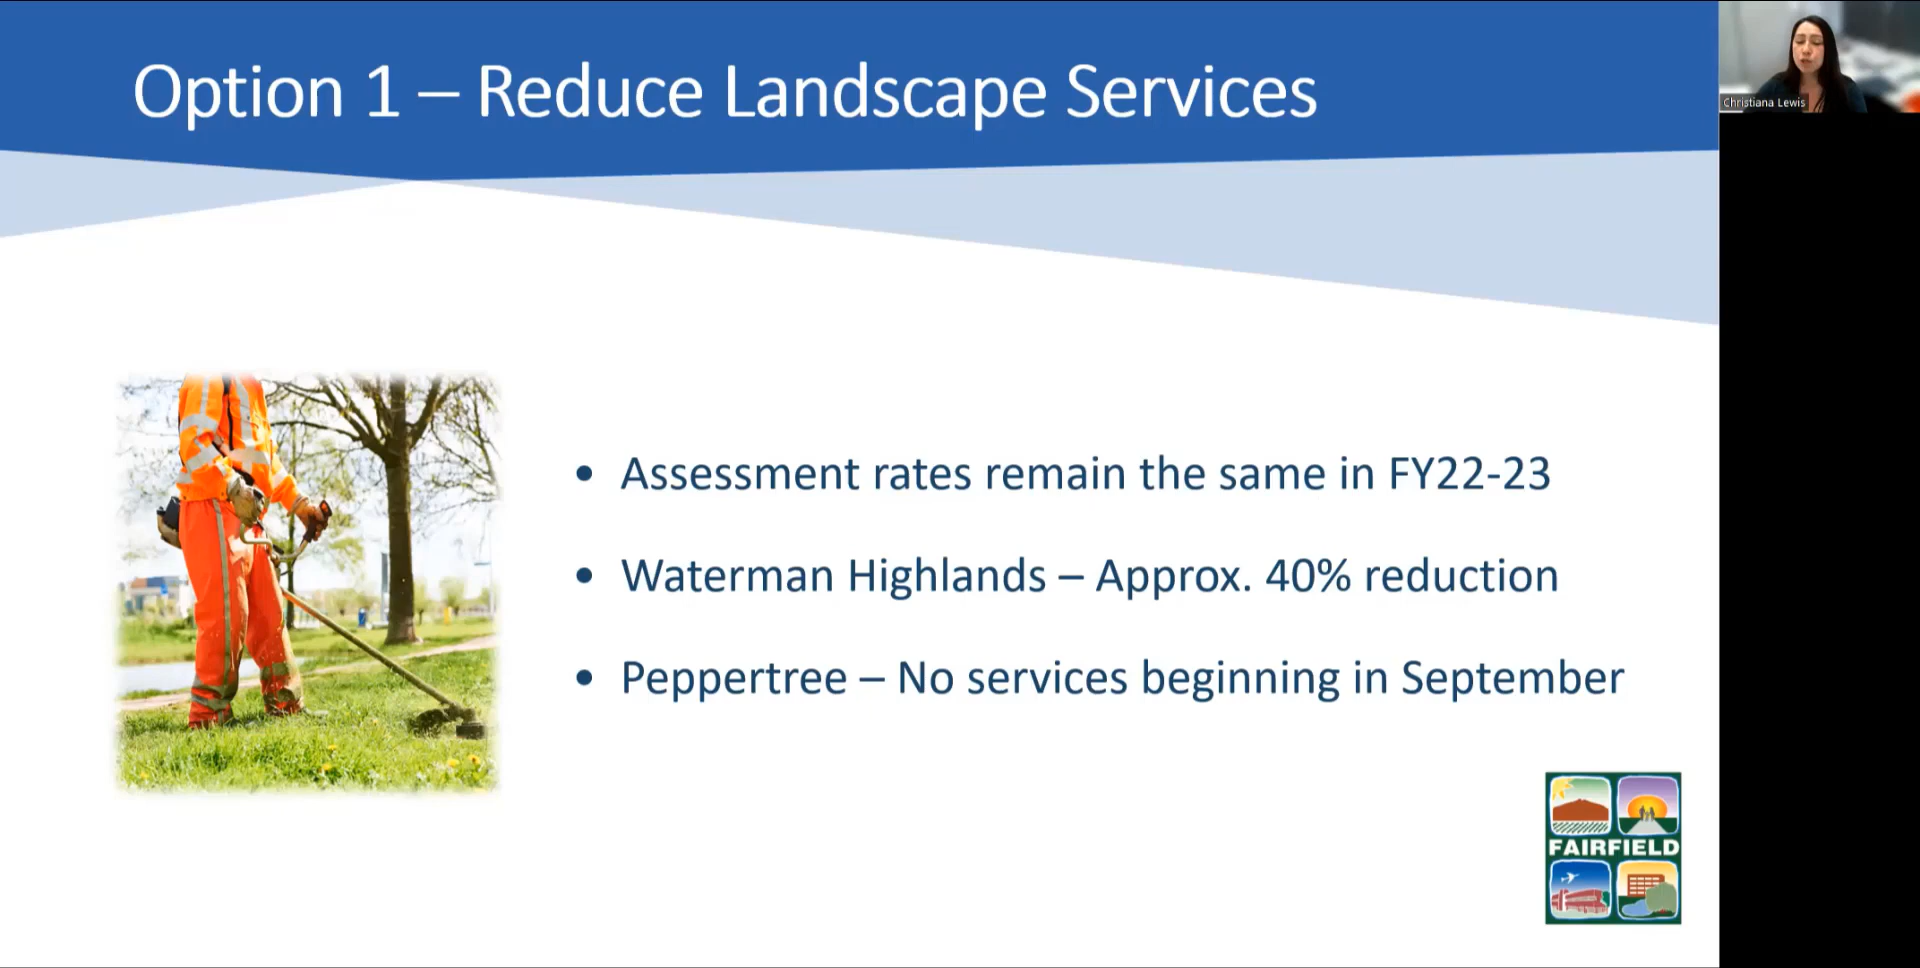 Option 1 – Reduce Landscape Services
Christiana Lewis
• Assessment rates remain the same in FY22-23
• Waterman Highlands – Approx. 40% reduction
• Peppertree – No services beginning in September
FAIRFIELD